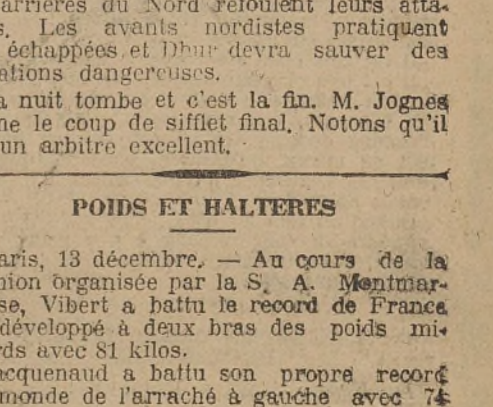 arrières du Nord refoulent leurs atta-
s. Les avants nordistes pratiquent
échappées et Dhur devra sauver des
ations dangereuses.
a nuit tombe et c'est la fin. M. Jognes
ne le coup de sifflet final. Notons qu'il
un arbitre excellent.
POIDS ET HALTERES
aris, 13 décembre. — Au cours de la
nion organisée par la S. A. Montmar-
se, Vibert a battu le record de France
développé à deux bras des poids mi-
rds avec 81 kilos.
acquenaud a battu son propre record
monde de l'arraché à gauche avec 74